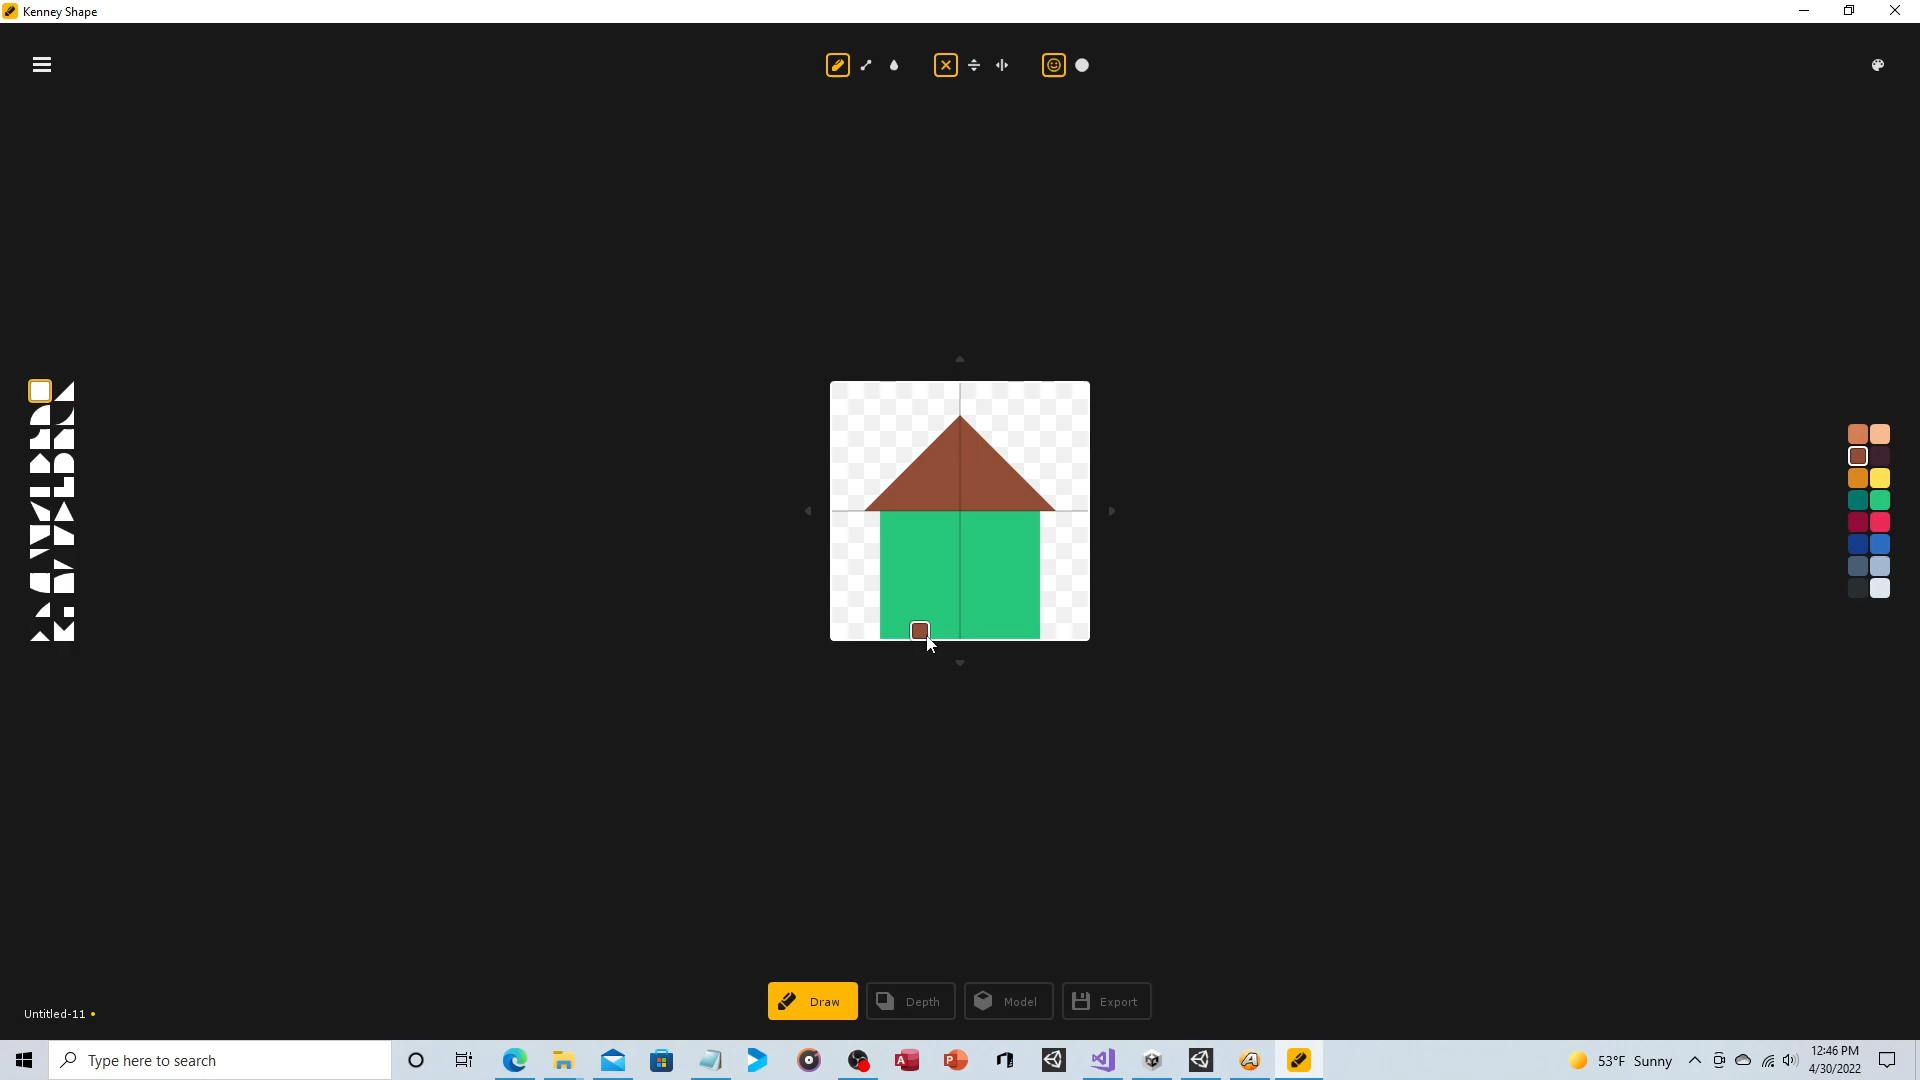 Kenney Shape
Draw
Depth
Model
Export
Untitled-11
Type here to search
53°F Sunny
12:46 PM
4/30/2022